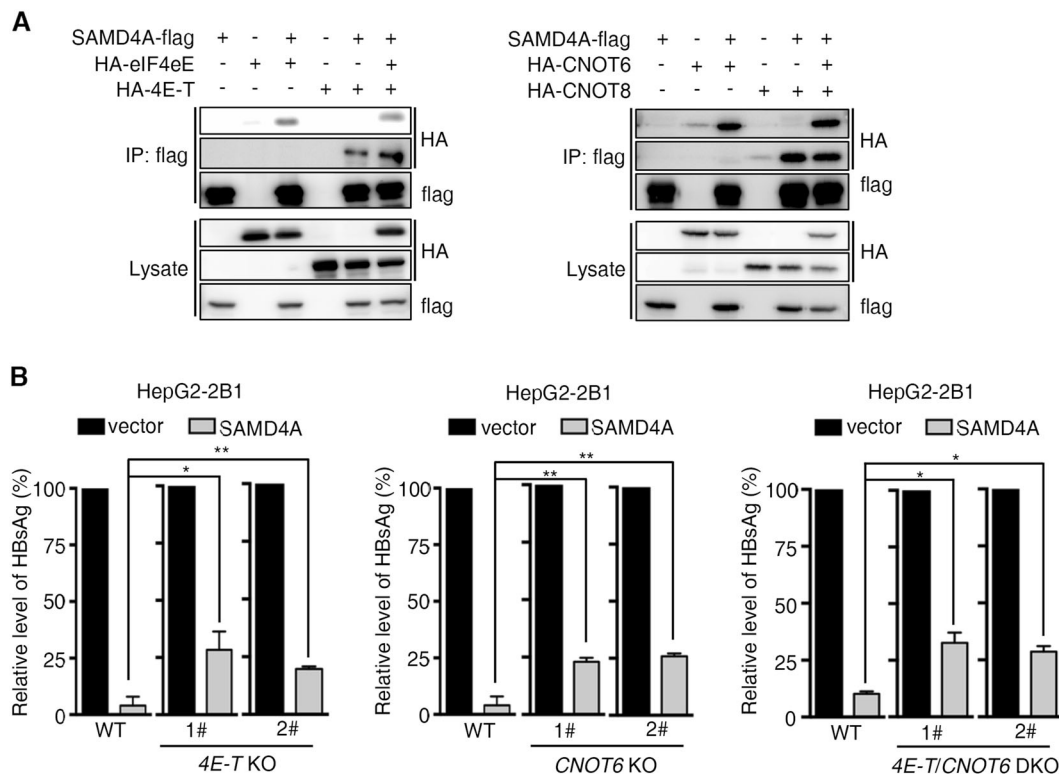 A
SAMD4A-flag + - + - + +
HA-eIF4eE - + + - - +
HA-4E-T - - - + + +
IP: flag
HA
flag
Lysate
HA
flag
SAMD4A-flag + - + - + +
HA-CNOT6 - + + - - +
HA-CNOT8 - - - + + +
IP: flag
HA
flag
Lysate
HA
flag
B
HepG2-2B1
vector SAMD4A
Relative level of HBsAg (%)
100
75
50
25
0
**
*
WT 1# 2#
4E-T KO
HepG2-2B1
vector SAMD4A
Relative level of HBsAg (%)
100
75
50
25
0
**
**
WT 1# 2#
CNOT6 KO
HepG2-2B1
vector SAMD4A
Relative level of HBsAg (%)
100
75
50
25
0
*
*
WT 1# 2#
4E-T/CNOT6 DKO